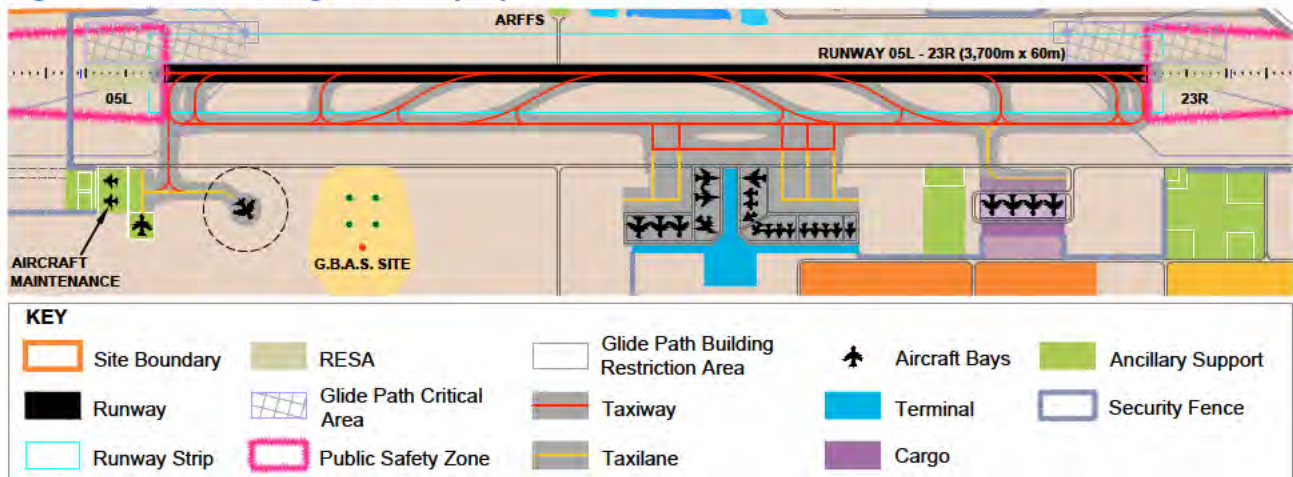 ARFFS
RUNWAY 05L - 23R (3,700m x 60m)
05L
23R
AIRCRAFT
MAINTENANCE
G.B.A.S. SITE
KEY
Site Boundary
RESA
Glide Path Building
Restriction Area
Aircraft Bays
Ancillary Support
Runway
Glide Path Critical
Area
Taxiway
Terminal
Security Fence
Runway Strip
Public Safety Zone
Taxilane
Cargo